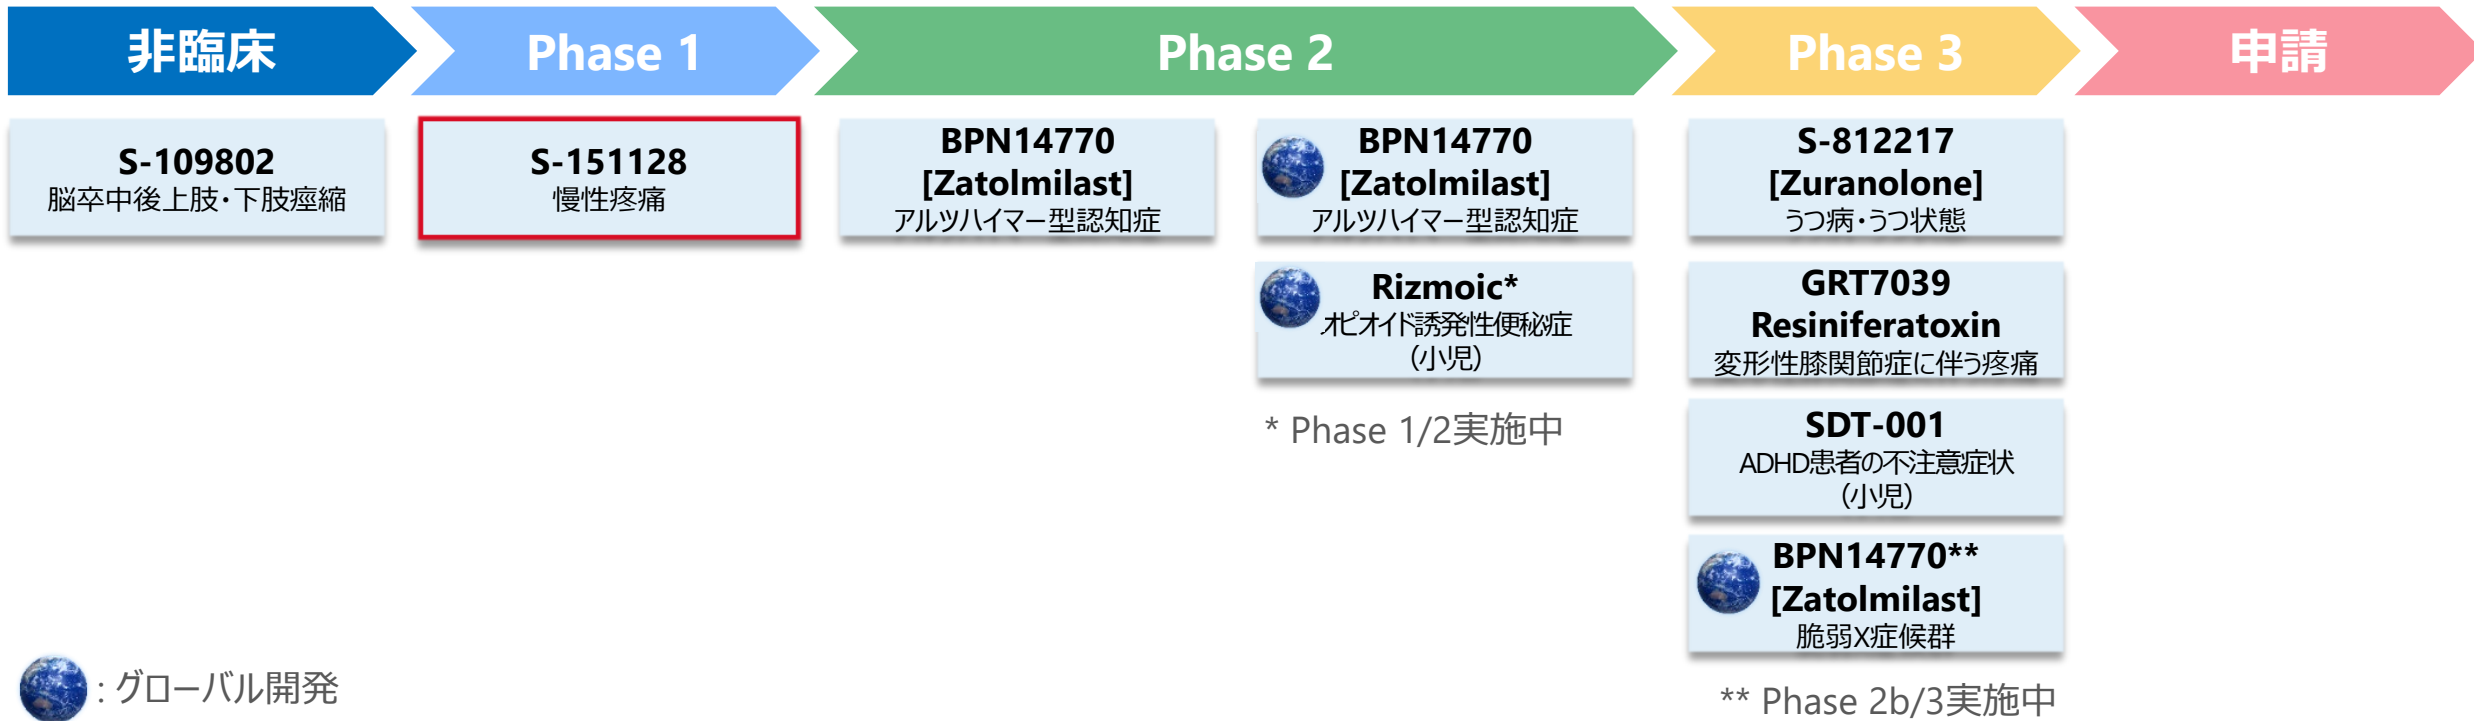 非臨床
Phase 1
Phase 2
Phase 3
申請
S-109802
脳卒中後上肢・下肢痙縮
S-151128
慢性疼痛
BPN14770
[Zatolmilast]
アルツハイマー型認知症
BPN14770
[Zatolmilast]
アルツハイマー型認知症
Rizmoic*
オピオイド誘発性便秘症
（小児）
* Phase 1/2実施中
S-812217
[Zuranolone]
うつ病・うつ状態
GRT7039
Resiniferatoxin
変形性膝関節症に伴う疼痛
SDT-001
ADHD患者の不注意症状
（小児）
BPN14770**
[Zatolmilast]
脆弱X症候群
** Phase 2b/3実施中
: グローバル開発